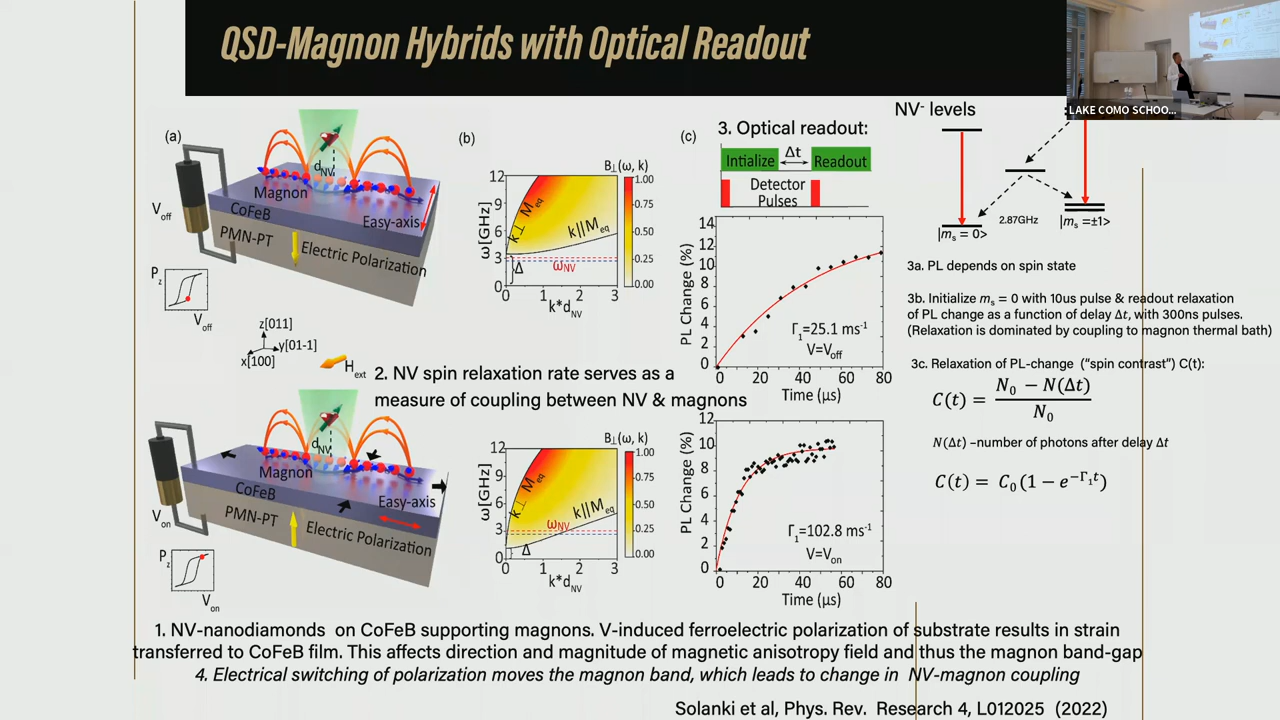 QSD-Magnon Hybrids with Optical Readout
LAKE COMO SCHOO...
(a)
d_NV
Magnon
CoFeB
Easy-axis
PMN-PT
Electric Polarization
V_off
P_z
V_off
z[011]
y[01-1]
x[100]
H_ext
(b)
B⊥(ω, k)
ω[GHz]
12
9
6
3
0
k ⊥ M_eq
k||M_eq
ω_NV
Δ
0 1 2 3
k*d_NV
1.00
0.75
0.50
0.25
0.00
(c)
3. Optical readout:
Intialize
Δt
Readout
Detector
Pulses
PL Change (%)
14
12
10
8
6
4
2
0
Γ₁=25.1 ms⁻¹
V=V_off
0 20 40 60 80
Time (µs)
NV⁻ levels
2.87GHz
|m_s = 0>
|m_s =±1>
3a. PL depends on spin state
3b. Initialize m_s = 0 with 10us pulse & readout relaxation
of PL change as a function of delay Δt, with 300ns pulses.
(Relaxation is dominated by coupling to magnon thermal bath)
3c. Relaxation of PL-change ("spin contrast") C(t):
C(t) = (N₀ − N(Δt)) / N₀
N(Δt) –number of photons after delay Δt
C(t) = C₀(1 − e^(−Γ₁t))
2. NV spin relaxation rate serves as a
measure of coupling between NV & magnons
d_NV
Magnon
CoFeB
Easy-axis
PMN-PT
Electric Polarization
V_on
P_z
V_on
B⊥(ω, k)
ω[GHz]
12
9
6
3
0
k ⊥ M_eq
k||M_eq
ω_NV
Δ
0 1 2 3
k*d_NV
1.00
0.75
0.50
0.25
0.00
PL Change (%)
12
10
8
6
4
2
0
Γ₁=102.8 ms⁻¹
V=V_on
0 20 40 60 80
Time (µs)
1. NV-nanodiamonds on CoFeB supporting magnons. V-induced ferroelectric polarization of substrate results in strain
transferred to CoFeB film. This affects direction and magnitude of magnetic anisotropy field and thus the magnon band-gap
4. Electrical switching of polarization moves the magnon band, which leads to change in NV-magnon coupling
Solanki et al, Phys. Rev. Research 4, L012025 (2022)